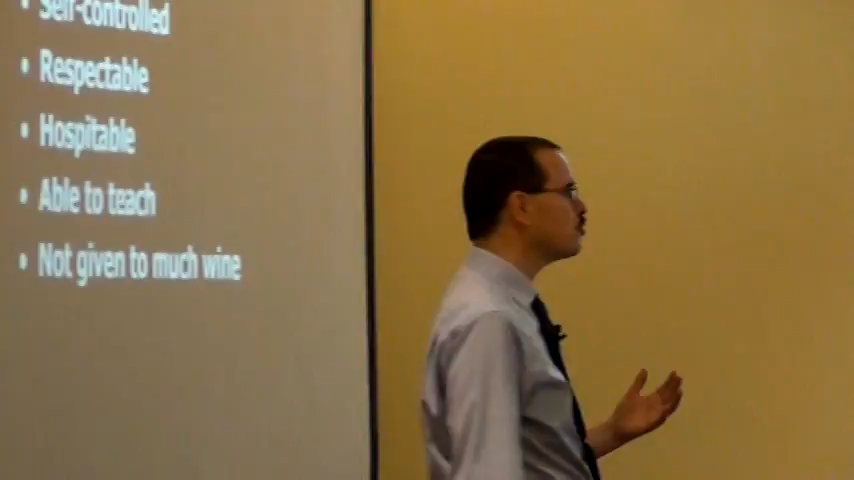 • Self-controlled
• Respectable
• Hospitable
• Able to teach
• Not given to much wine